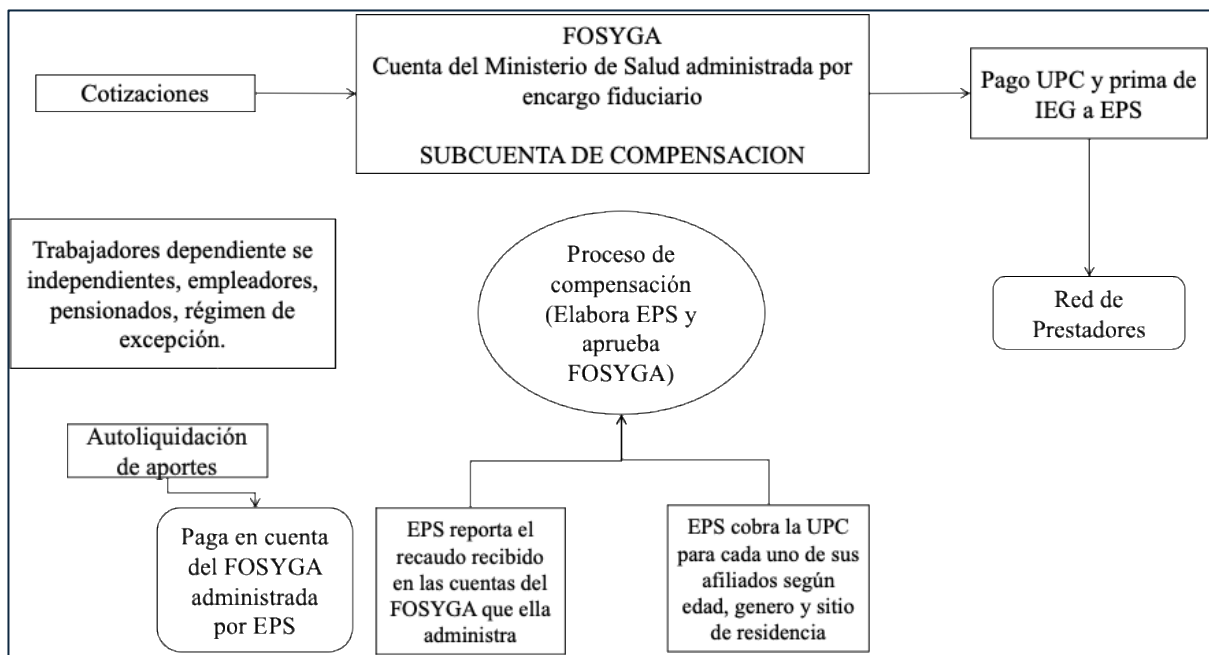 FOSYGA
Cuenta del Ministerio de Salud administrada por
encargo fiduciario
SUBCUENTA DE COMPENSACION
Cotizaciones
Pago UPC y prima de
IEG a EPS
Trabajadores dependiente se
independientes, empleadores,
pensionados, régimen de
excepción.
Proceso de
compensación
(Elabora EPS y
aprueba
FOSYGA)
Red de
Prestadores
Autoliquidación
de aportes
Paga en cuenta
del FOSYGA
administrada
por EPS
EPS reporta el
recaudo recibido
en las cuentas del
FOSYGA que ella
administra
EPS cobra la UPC
para cada uno de sus
afiliados según
edad, genero y sitio
de residencia